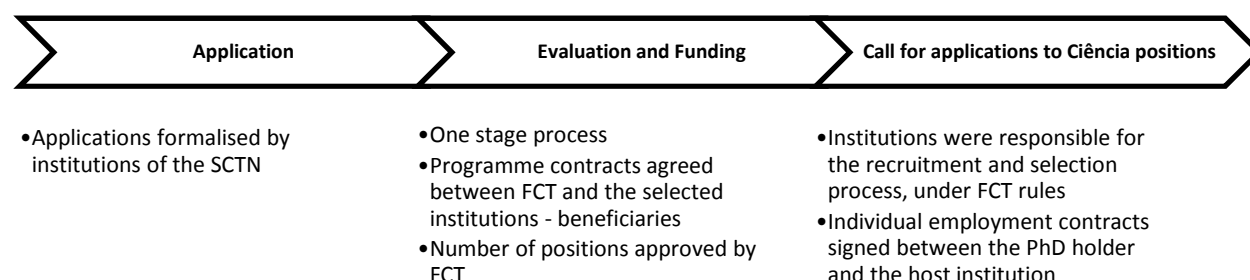 Application
Evaluation and Funding
Call for applications to Ciência positions
•Applications formalised by
institutions of the SCTN
•One stage process
•Programme contracts agreed
between FCT and the selected
institutions - beneficiaries
•Number of positions approved by
FCT
•Institutions were responsible for
the recruitment and selection
process, under FCT rules
•Individual employment contracts
signed between the PhD holder
and the host institution